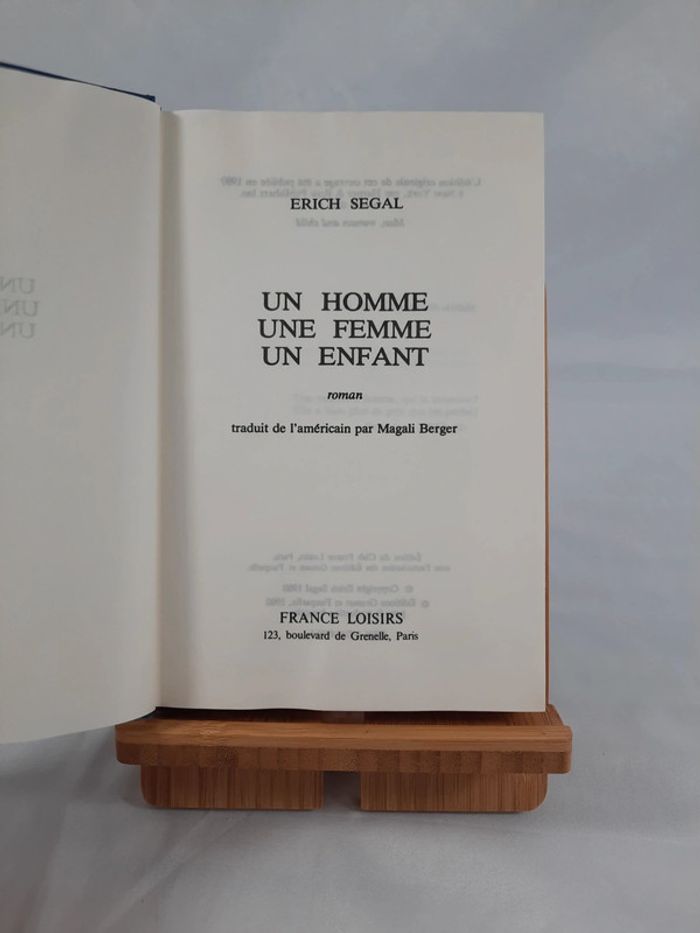 ERICH SEGAL
UN HOMME
UNE FEMME
UN ENFANT
roman
traduit de l'américain par Magali Berger
FRANCE LOISIRS
123, boulevard de Grenelle, Paris